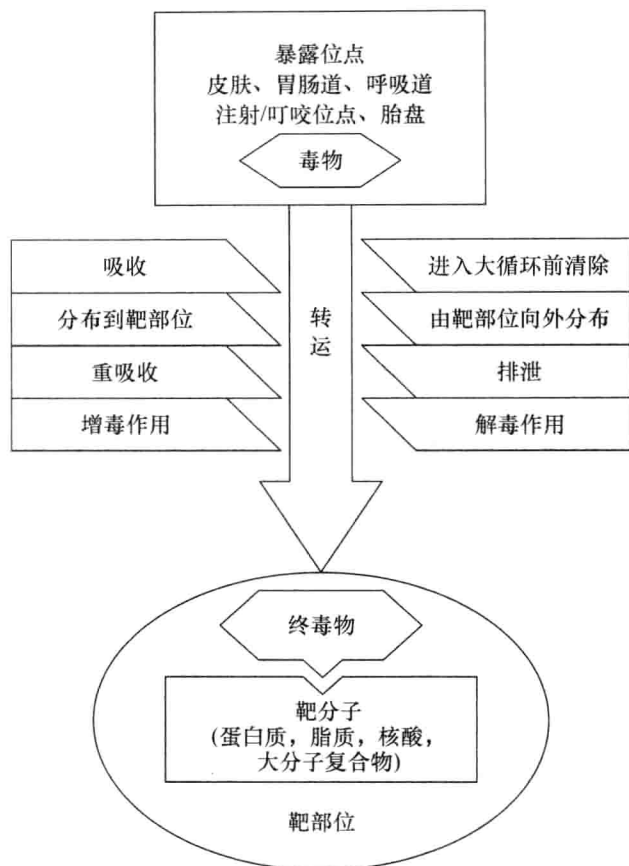 暴露位点
皮肤、胃肠道、呼吸道
注射/叮咬位点、胎盘
毒物
吸收
进入大循环前清除
分布到靶部位
由靶部位向外分布
转运
重吸收
排泄
增毒作用
解毒作用
终毒物
靶分子
(蛋白质，脂质，核酸，
大分子复合物)
靶部位